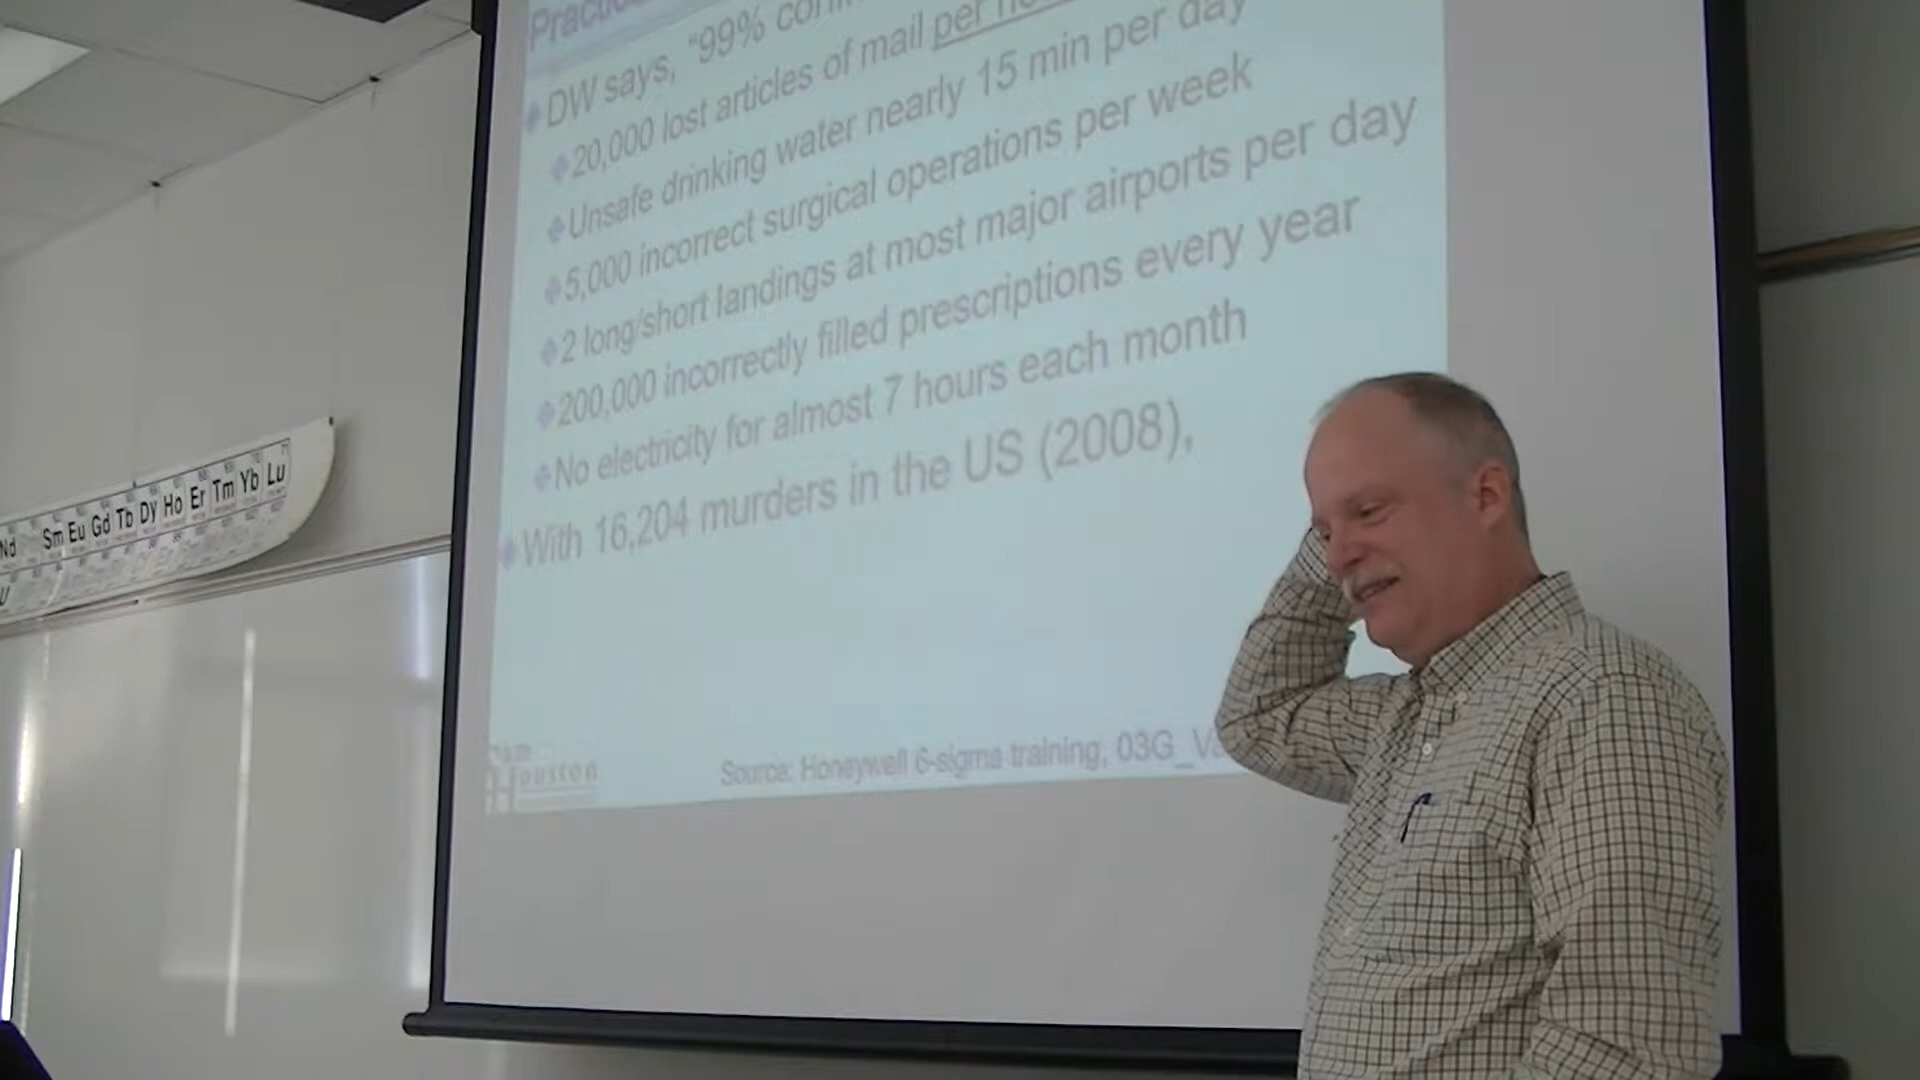 DW says, "99%
20,000 lost articles of mail per
Unsafe drinking water nearly 15 min per day
5,000 incorrect surgical operations per week
2 long/short landings at most major airports per day
200,000 incorrectly filled prescriptions every year
No electricity for almost 7 hours each month
With 16,204 murders in the US (2008),
Source: Honeywell 6-sigma training, 03G_Va
Sam
Houston
Nd Sm Eu Gd Tb Dy Ho Er Tm Yb Lu
U